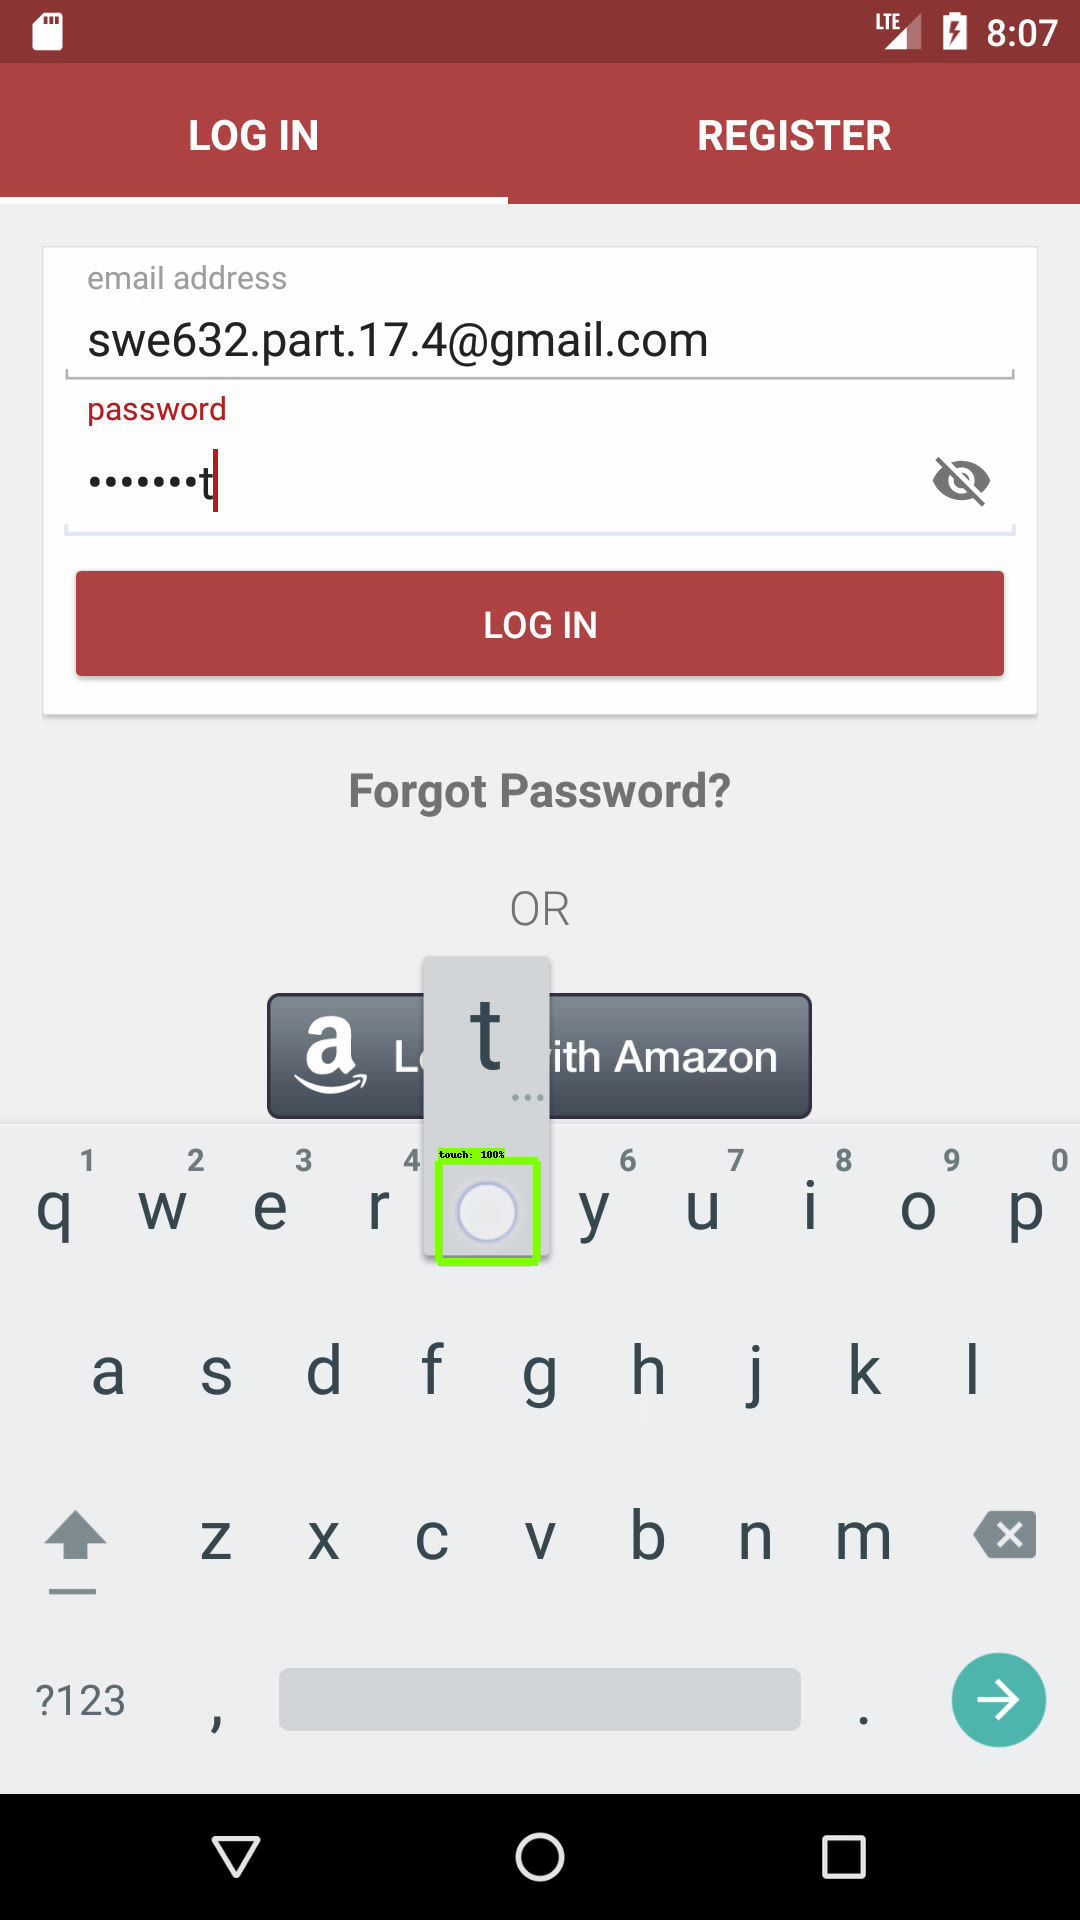 LTE 8:07
LOG IN REGISTER
email address
swe632.part.17.4@gmail.com
password
•••••••t
LOG IN
Forgot Password?
OR
a L ith Amazon
t
...
touch: 100%
1 2 3 4 6 7 8 9 0
q w e r y u i o p
a s d f g h j k l
z x c v b n m
?123 , .